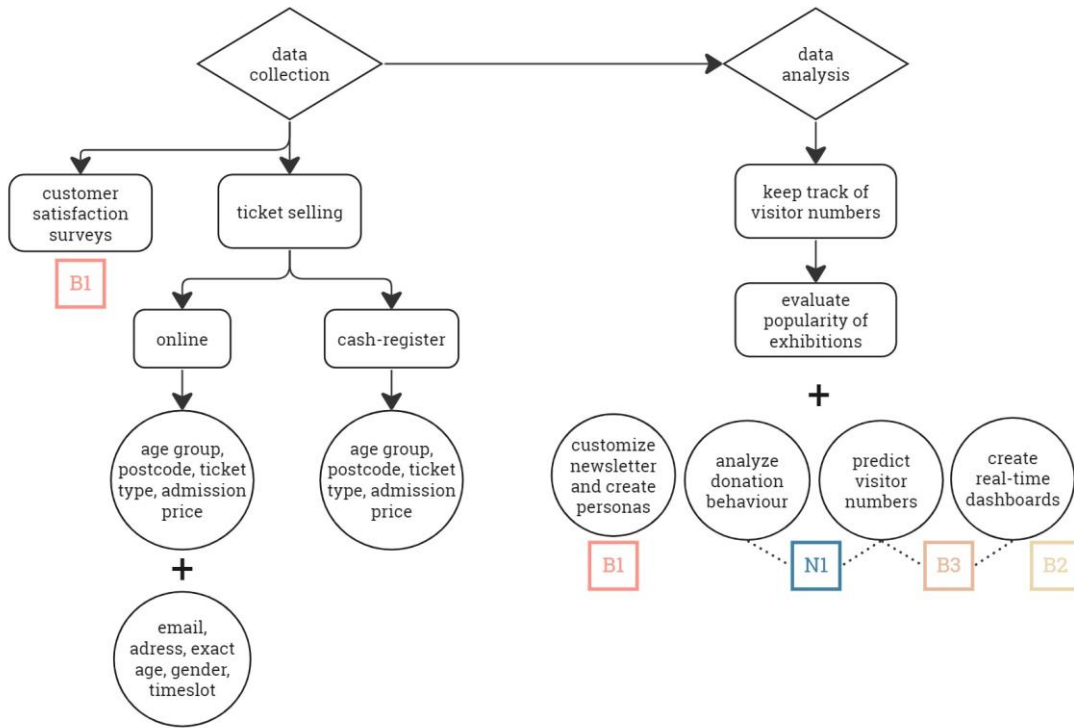 data
collection
data
analysis
customer
satisfaction
surveys
ticket selling
keep track of
visitor numbers
B1
online
cash-register
evaluate
popularity of
exhibitions
+
age group,
postcode, ticket
type, admission
price
age group,
postcode, ticket
type, admission
price
customize
newsletter
and create
personas
analyze
donation
behaviour
predict
visitor
numbers
create
real-time
dashboards
B1
N1
B3
B2
+
email,
adress, exact
age, gender,
timeslot